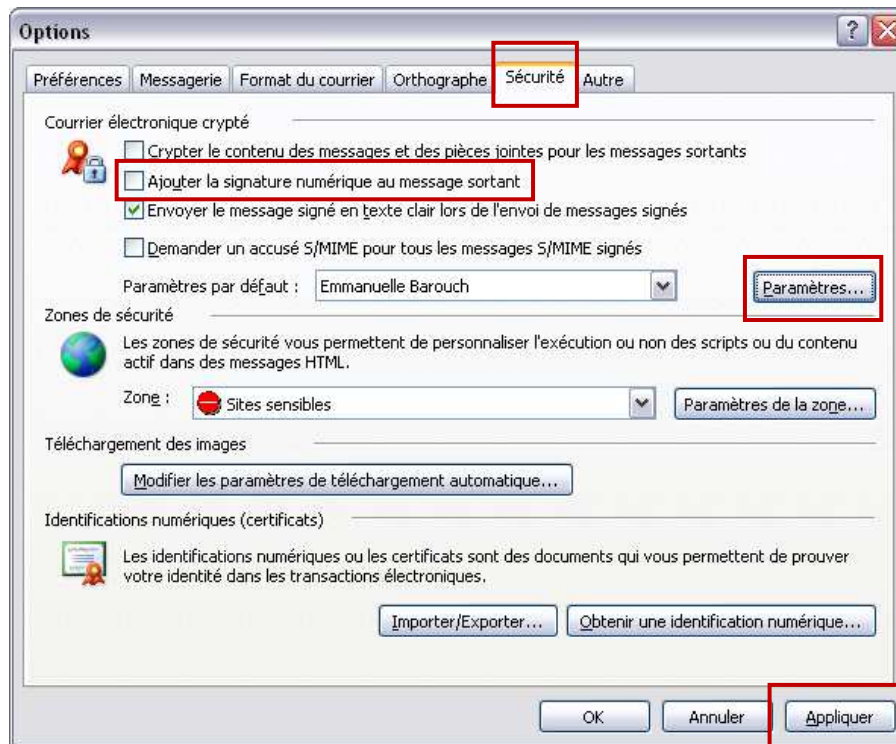 Options
Préférences Messagerie Format du courrier Orthographe Sécurité Autre
Courrier électronique crypté
Crypter le contenu des messages et des pièces jointes pour les messages sortants
Ajouter la signature numérique au message sortant
Envoyer le message signé en texte clair lors de l'envoi de messages signés
Demander un accusé S/MIME pour tous les messages S/MIME signés
Paramètres par défaut : Emmanuelle Barouch Paramètres...
Zones de sécurité
Les zones de sécurité vous permettent de personnaliser l'exécution ou non des scripts ou du contenu
actif dans des messages HTML.
Zone : Sites sensibles Paramètres de la zone...
Téléchargement des images
Modifier les paramètres de téléchargement automatique...
Identifications numériques (certificats)
Les identifications numériques ou les certificats sont des documents qui vous permettent de prouver
votre identité dans les transactions électroniques.
Importer/Exporter... Obtenir une identification numérique...
OK Annuler Appliquer